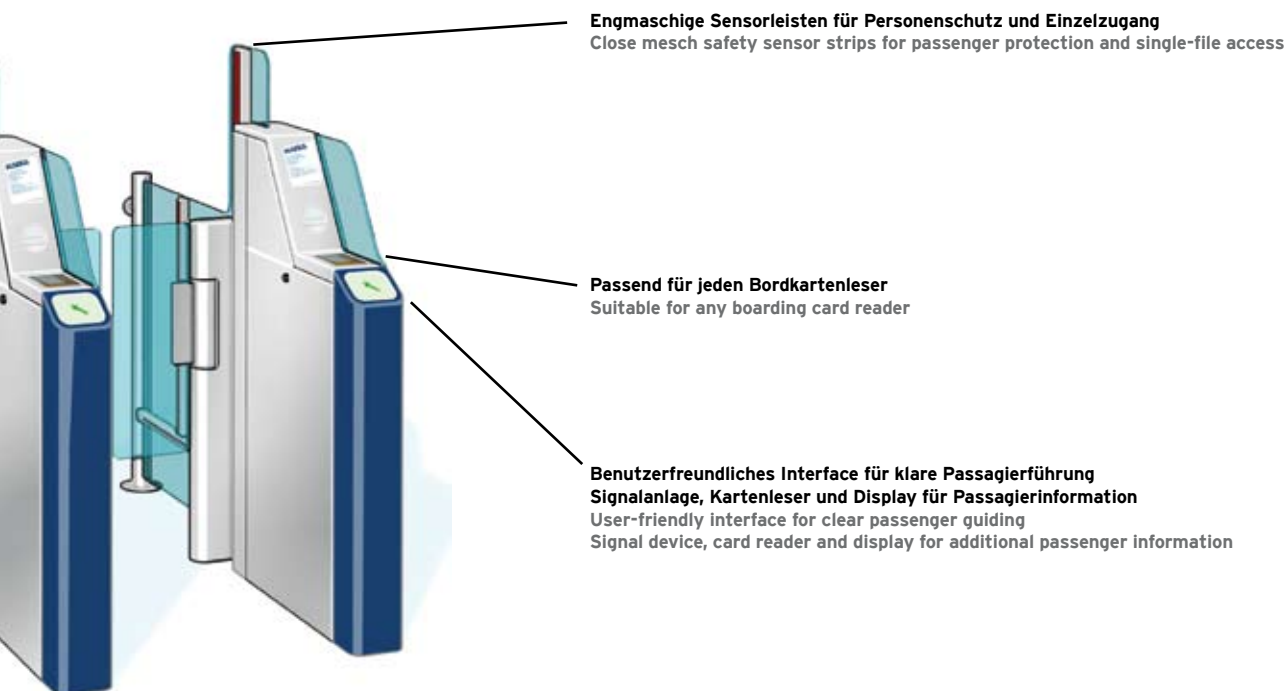 Engmaschige Sensorleisten für Personenschutz und Einzelzugang
Close mesch safety sensor strips for passenger protection and single-file access
Passend für jeden Bordkartenleser
Suitable for any boarding card reader
Benutzerfreundliches Interface für klare Passagierführung
Signalanlage, Kartenleser und Display für Passagierinformation
User-friendly interface for clear passenger guiding
Signal device, card reader and display for additional passenger information